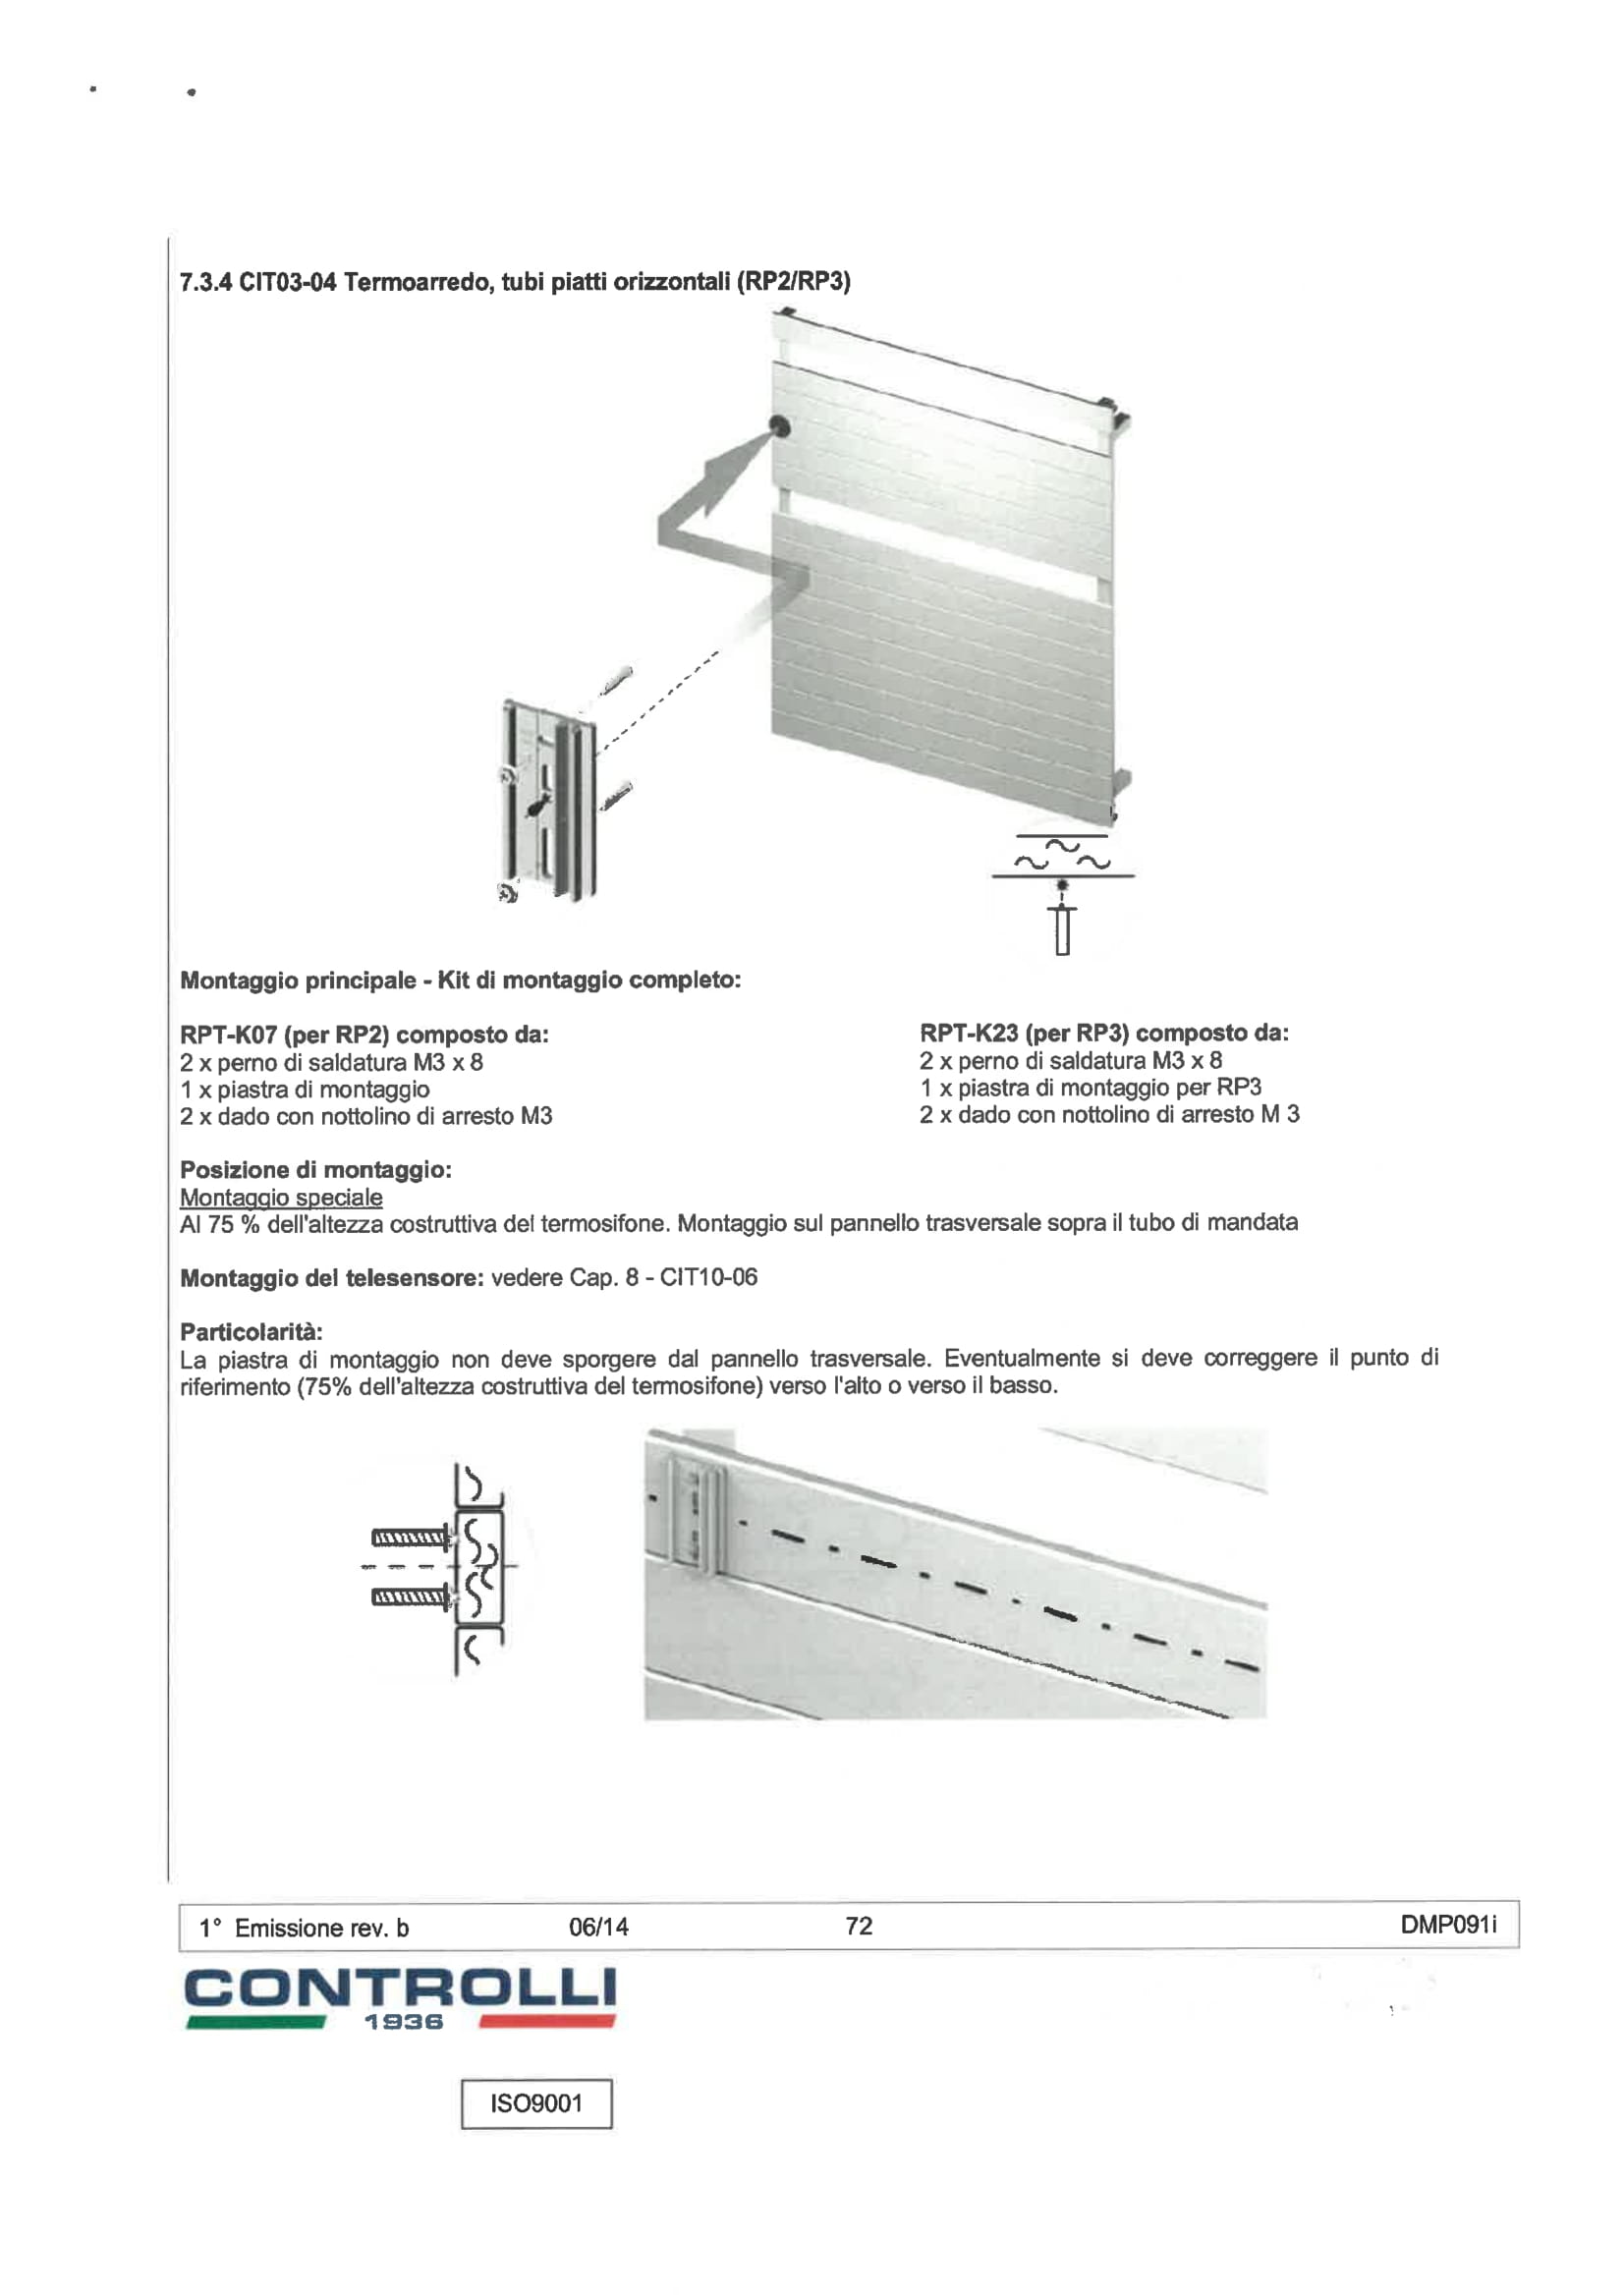 7.3.4 CIT03-04 Termoarredo, tubi piatti orizzontali (RP2/RP3)
Montaggio principale - Kit di montaggio completo:
RPT-K07 (per RP2) composto da:
2 x perno di saldatura M3 x 8
1 x piastra di montaggio
2 x dado con nottolino di arresto M3
RPT-K23 (per RP3) composto da:
2 x perno di saldatura M3 x 8
1 x piastra di montaggio per RP3
2 x dado con nottolino di arresto M 3
Posizione di montaggio:
Montaggio speciale
Al 75 % dell'altezza costruttiva del termosifone. Montaggio sul pannello trasversale sopra il tubo di mandata
Montaggio del telesensore: vedere Cap. 8 - CIT10-06
Particolarità:
La piastra di montaggio non deve sporgere dal pannello trasversale. Eventualmente si deve correggere il punto di
riferimento (75% dell'altezza costruttiva del termosifone) verso l'alto o verso il basso.
1° Emissione rev. b 06/14 72 DMP091i
CONTROLLI
1936
ISO9001